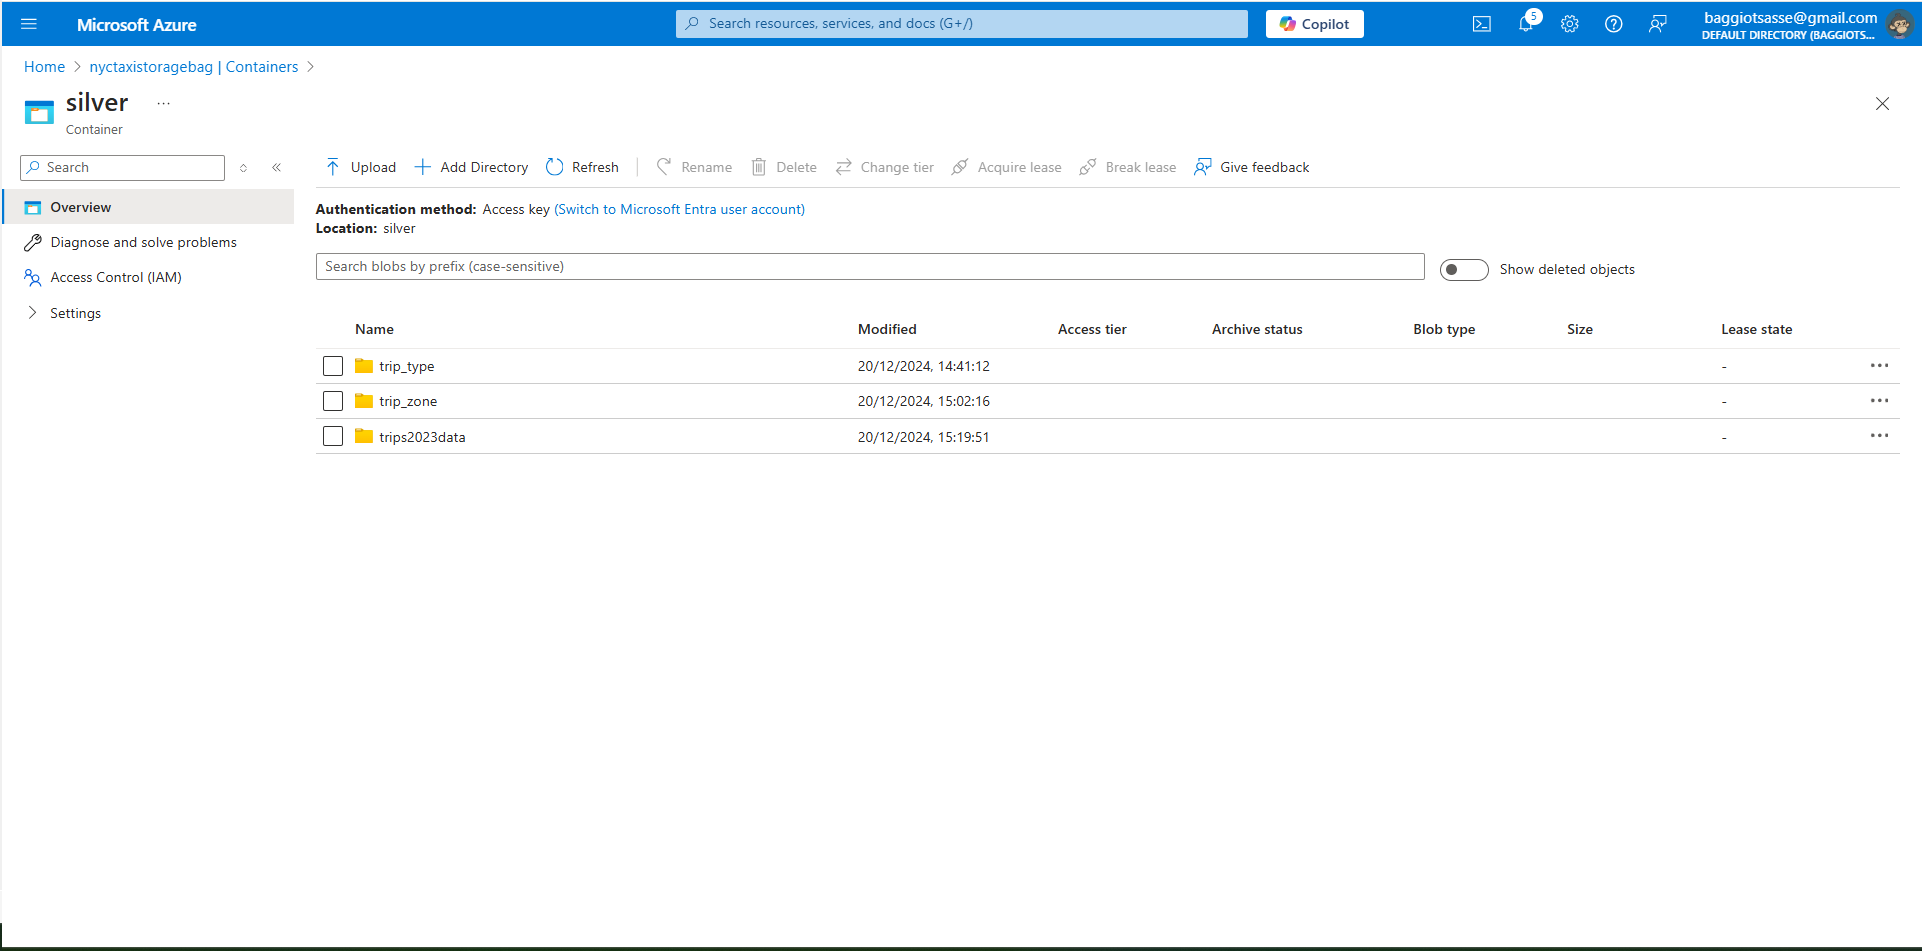 Microsoft Azure
Search resources, services, and docs (G+/)
Copilot
5
baggiotsasse@gmail.com
DEFAULT DIRECTORY (BAGGIOTS...
Home > nyctaxistoragebag | Containers >
silver ...
Container
Search
Overview
Diagnose and solve problems
Access Control (IAM)
Settings
Upload Add Directory Refresh Rename Delete Change tier Acquire lease Break lease Give feedback
Authentication method: Access key (Switch to Microsoft Entra user account)
Location: silver
Search blobs by prefix (case-sensitive)
Show deleted objects
Name Modified Access tier Archive status Blob type Size Lease state
trip_type 20/12/2024, 14:41:12 - ...
trip_zone 20/12/2024, 15:02:16 - ...
trips2023data 20/12/2024, 15:19:51 - ...